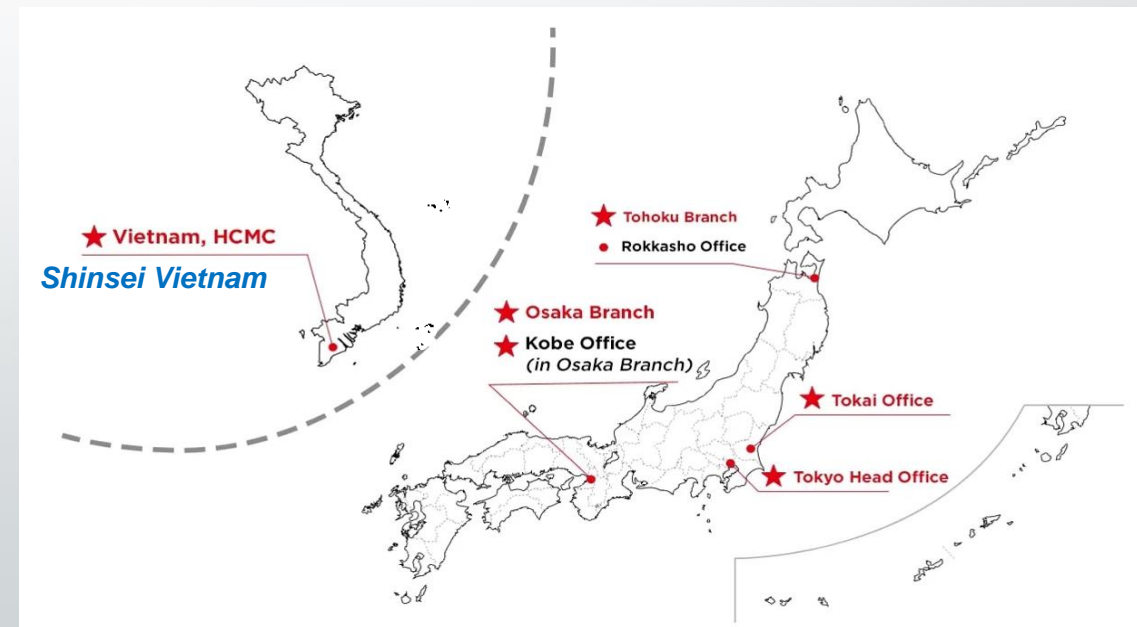 Vietnam, HCMC
Shinsei Vietnam
Tohoku Branch
Rokkasho Office
Osaka Branch
Kobe Office
(in Osaka Branch)
Tokai Office
Tokyo Head Office